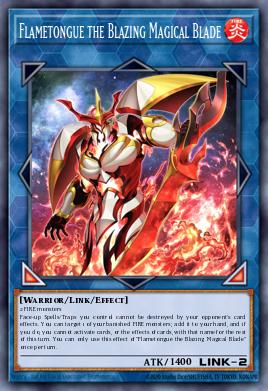 Flametongue the Blazing Magical Blade
FIRE
炎
[Warrior/Link/Effect]
2 FIRE monsters
Face-up Spells/Traps you control cannot be destroyed by your opponent's card
effects. You can target 1 of your banished FIRE monsters; add it to your hand, and if
you do, you cannot activate cards, or the effects of cards, with that name for the rest
of this turn. You can only use this effect of "Flametongue the Blazing Magical Blade"
once per turn.
ATK/1400 LINK-2